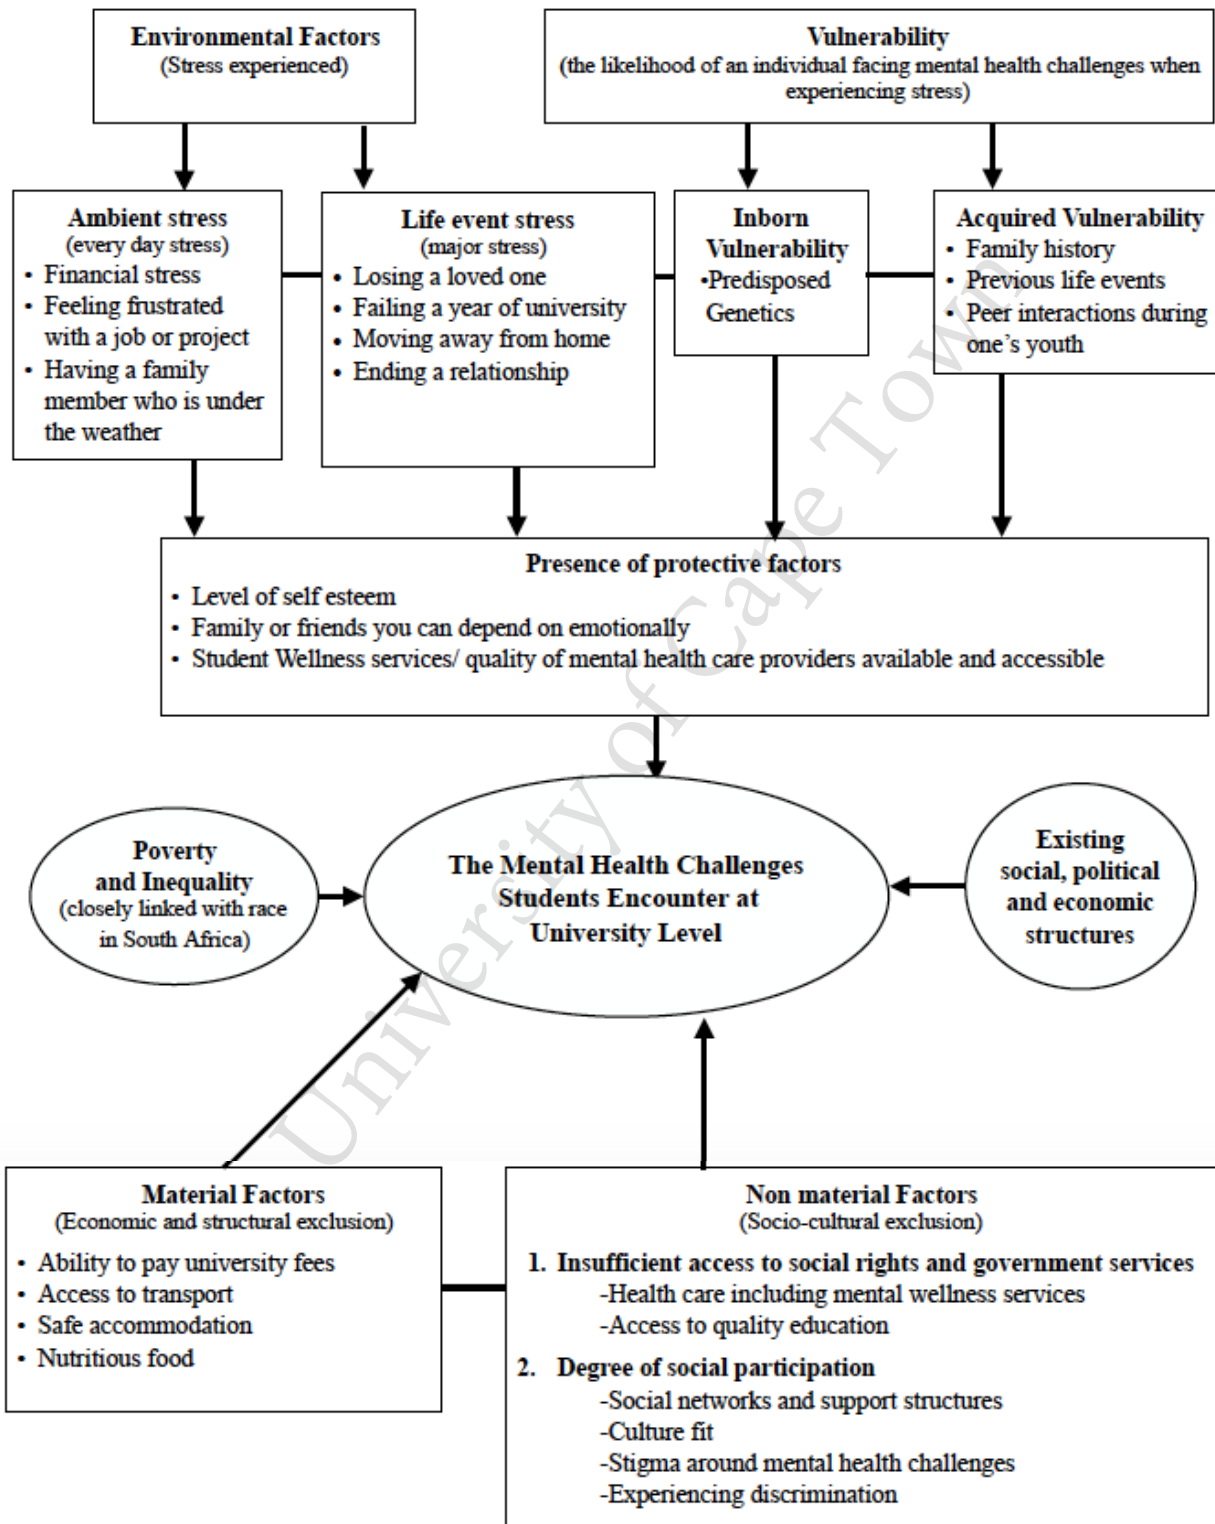 Environmental Factors
(Stress experienced)
Vulnerability
(the likelihood of an individual facing mental health challenges when
experiencing stress)
Ambient stress
(every day stress)
• Financial stress
• Feeling frustrated
with a job or project
• Having a family
member who is under
the weather
Life event stress
(major stress)
• Losing a loved one
• Failing a year of university
• Moving away from home
• Ending a relationship
Inborn
Vulnerability
•Predisposed
Genetics
Acquired Vulnerability
• Family history
• Previous life events
• Peer interactions during
one’s youth
Presence of protective factors
• Level of self esteem
• Family or friends you can depend on emotionally
• Student Wellness services/ quality of mental health care providers available and accessible
Poverty
and Inequality
(closely linked with race
in South Africa)
The Mental Health Challenges
Students Encounter at
University Level
Existing
social, political
and economic
structures
Material Factors
(Economic and structural exclusion)
• Ability to pay university fees
• Access to transport
• Safe accommodation
• Nutritious food
Non material Factors
(Socio-cultural exclusion)
1. Insufficient access to social rights and government services
-Health care including mental wellness services
-Access to quality education
2. Degree of social participation
-Social networks and support structures
-Culture fit
-Stigma around mental health challenges
-Experiencing discrimination
University of Cape Town